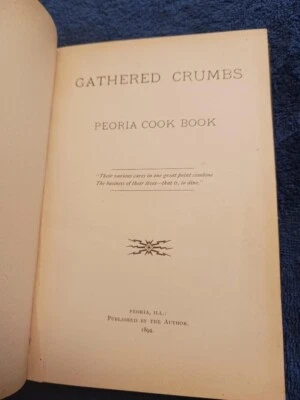 GATHERED CRUMBS
PEORIA COOK BOOK
"Their various cares in one great point combine
The business of their lives—that is, to dine."
PEORIA, ILL.:
PUBLISHED BY THE AUTHOR,